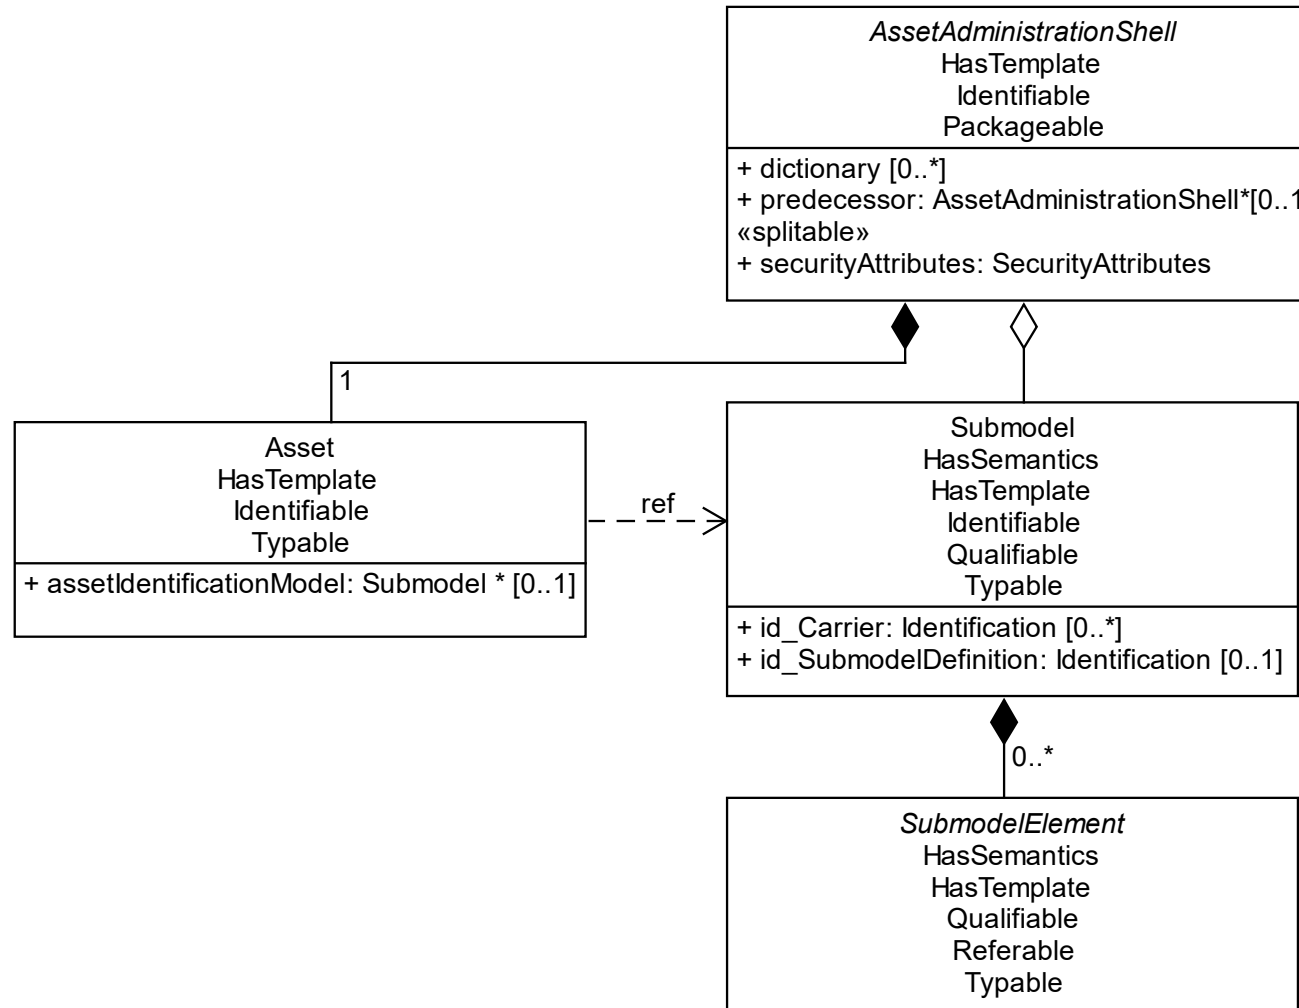 AssetAdministrationShell
HasTemplate
Identifiable
Packageable
+ dictionary [0..*]
+ predecessor: AssetAdministrationShell*[0..1
«splitable»
+ securityAttributes: SecurityAttributes
1
Asset
HasTemplate
Identifiable
Typable
+ assetIdentificationModel: Submodel * [0..1]
ref
Submodel
HasSemantics
HasTemplate
Identifiable
Qualifiable
Typable
+ id_Carrier: Identification [0..*]
+ id_SubmodelDefinition: Identification [0..1]
0..*
SubmodelElement
HasSemantics
HasTemplate
Qualifiable
Referable
Typable